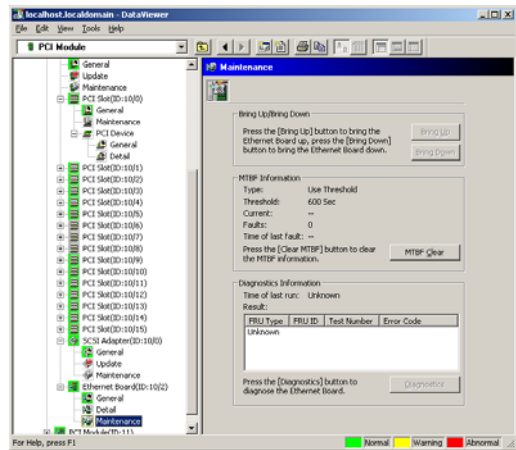 localhost.localdomain - DataViewer
File Edit View Tools Help
PCI Module
General
Update
Maintenance
PCI Slot(ID:10/0)
General
Maintenance
PCI Device
General
Detail
PCI Slot(ID:10/1)
PCI Slot(ID:10/2)
PCI Slot(ID:10/3)
PCI Slot(ID:10/4)
PCI Slot(ID:10/5)
PCI Slot(ID:10/6)
PCI Slot(ID:10/7)
PCI Slot(ID:10/8)
PCI Slot(ID:10/9)
PCI Slot(ID:10/10)
PCI Slot(ID:10/11)
PCI Slot(ID:10/12)
PCI Slot(ID:10/13)
PCI Slot(ID:10/14)
PCI Slot(ID:10/15)
SCSI Adapter(ID:10/0)
General
Update
Maintenance
Ethernet Board(ID:10/2)
General
Detail
Maintenance
PCI Module(ID:11)
Maintenance
Bring Up/Bring Down
Press the [Bring Up] button to bring the
Ethernet Board up, press the [Bring Down]
button to bring the Ethernet Board down.
Bring Up
Bring Down
MTBF Information
Type: Use Threshold
Threshold: 600 Sec
Current: --
Faults: 0
Time of last fault: --
Press the [Clear MTBF] button to clear
the MTBF information.
MTBF Clear
Diagnostics Information
Time of last run: Unknown
Result:
FRU Type FRU ID Test Number Error Code
Unknown
Press the [Diagnostics] button to
diagnose the Ethernet Board.
Diagnostics
For Help, press F1
Normal Warning Abnormal